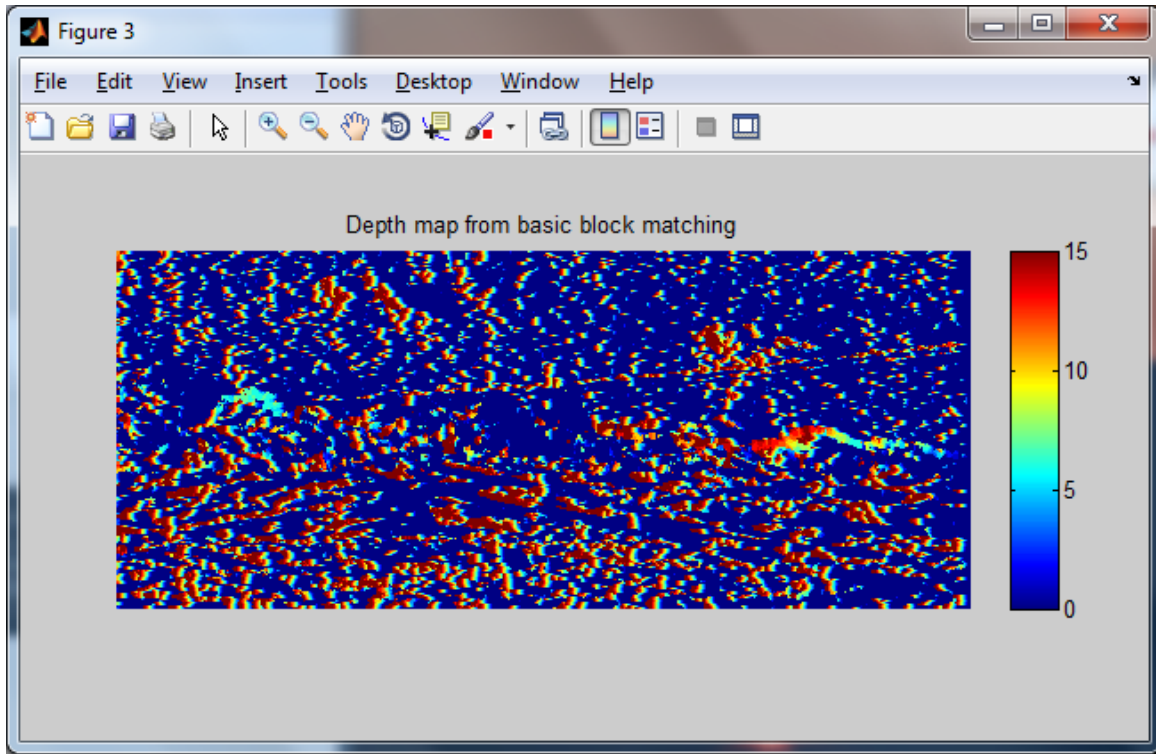 Figure 3
File Edit View Insert Tools Desktop Window Help
Depth map from basic block matching
15
10
5
0